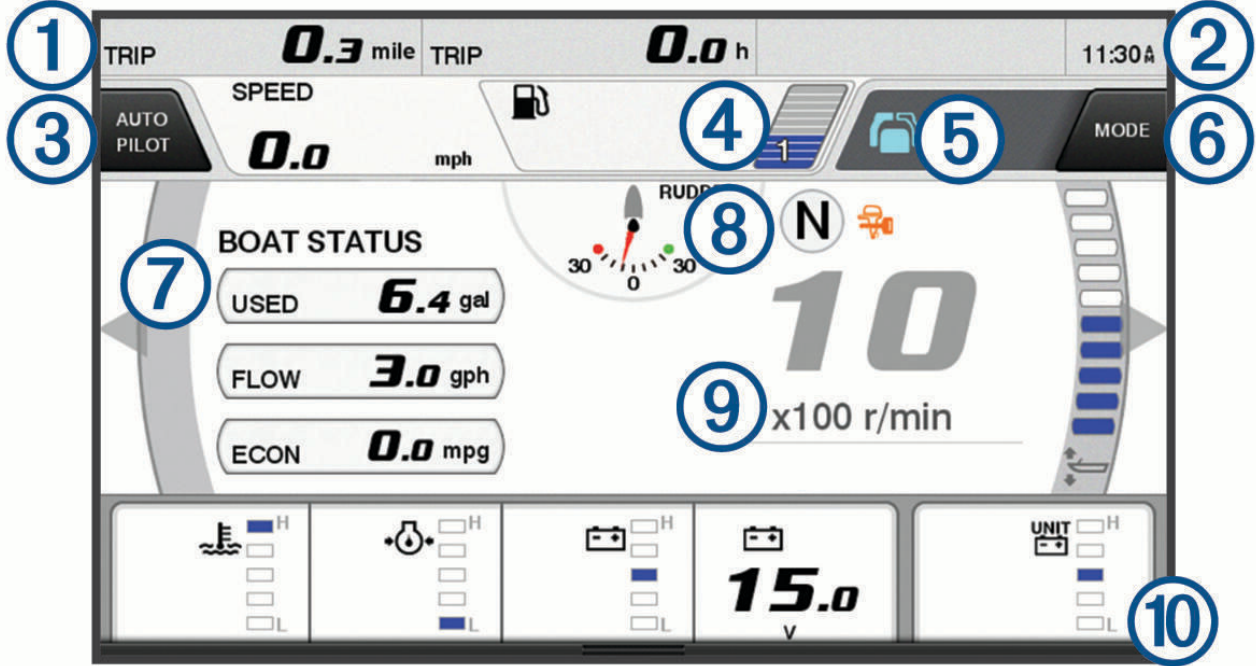 1 TRIP 0.3 mile TRIP 0.0 h 11:30 2
3 AUTO PILOT SPEED 0.0 mph 4 1 5 MODE 6
7 BOAT STATUS
USED 6.4 gal
FLOW 3.0 gph
ECON 0.0 mpg
30 0 30
8 N
10
9 x100 r/min
H L
H L
H L
15.0
V
UNIT H L
10